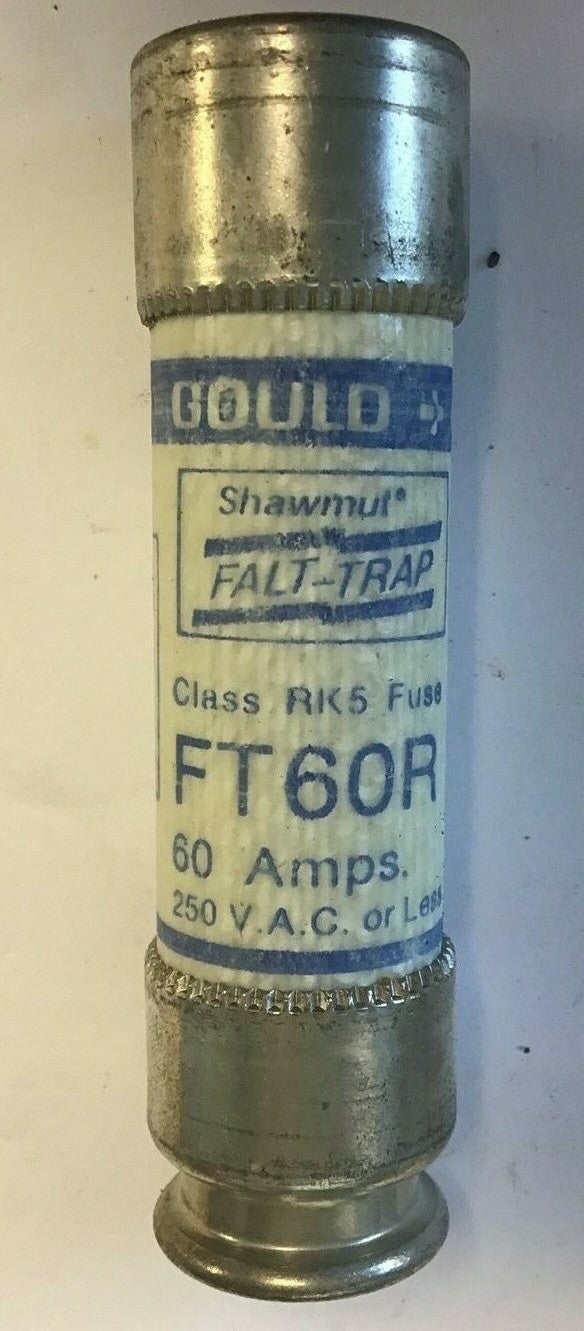 GOULD
Shawmut®
FALT-TRAP
Class RK5 Fuse
FT60R
60 Amps.
250 V.A.C. or Less